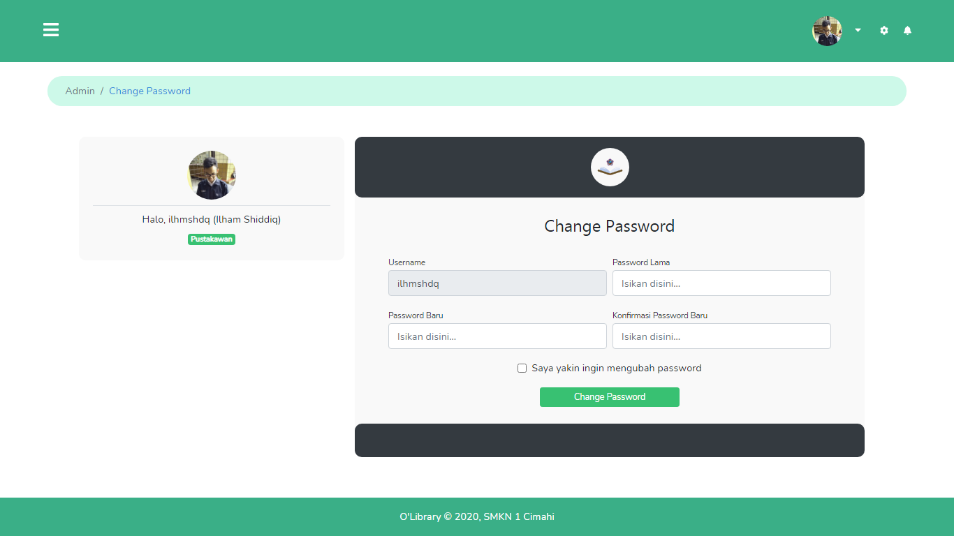 Admin / Change Password
Halo, ilhmshdq (Ilham Shiddiq)
Pustakawan
Change Password
Username
Password Lama
ilhmshdq
Isikan disini...
Password Baru
Konfirmasi Password Baru
Isikan disini...
Isikan disini...
Saya yakin ingin mengubah password
Change Password
O'Library © 2020, SMKN 1 Cimahi